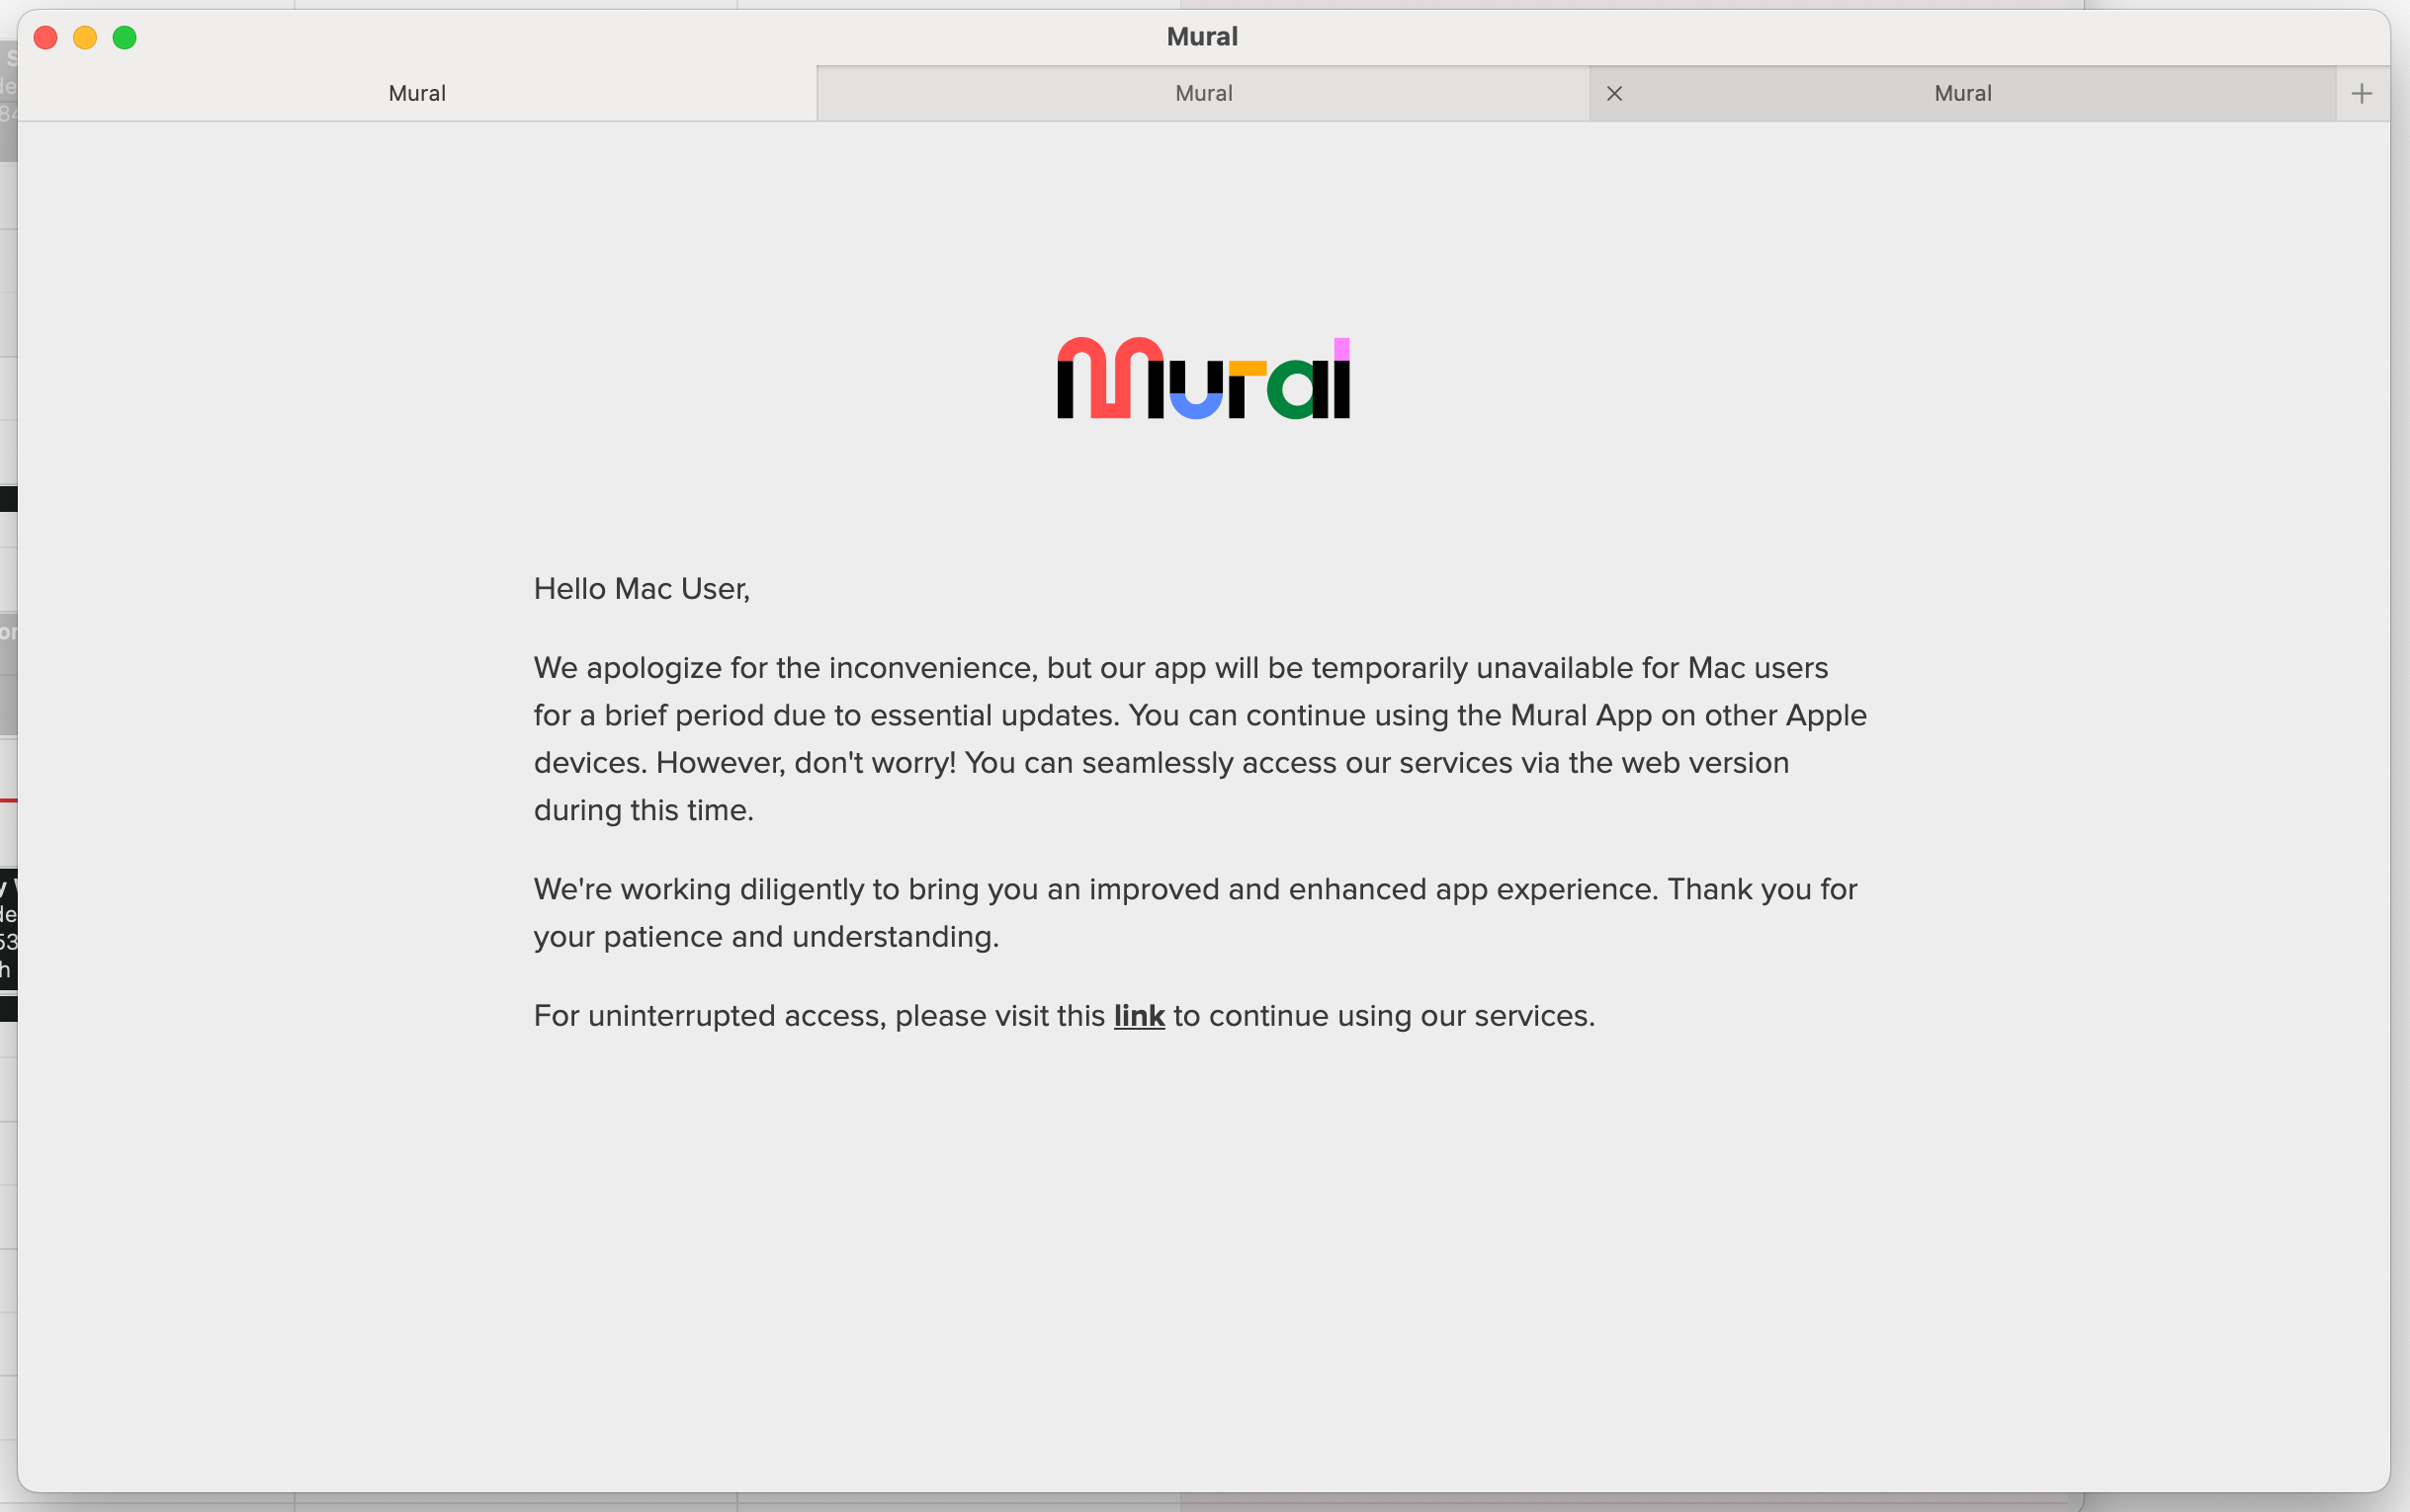 Mural
Mural
Mural
Mural
mural
Hello Mac User,
We apologize for the inconvenience, but our app will be temporarily unavailable for Mac users
for a brief period due to essential updates. You can continue using the Mural App on other Apple
devices. However, don't worry! You can seamlessly access our services via the web version
during this time.
We're working diligently to bring you an improved and enhanced app experience. Thank you for
your patience and understanding.
For uninterrupted access, please visit this link to continue using our services.